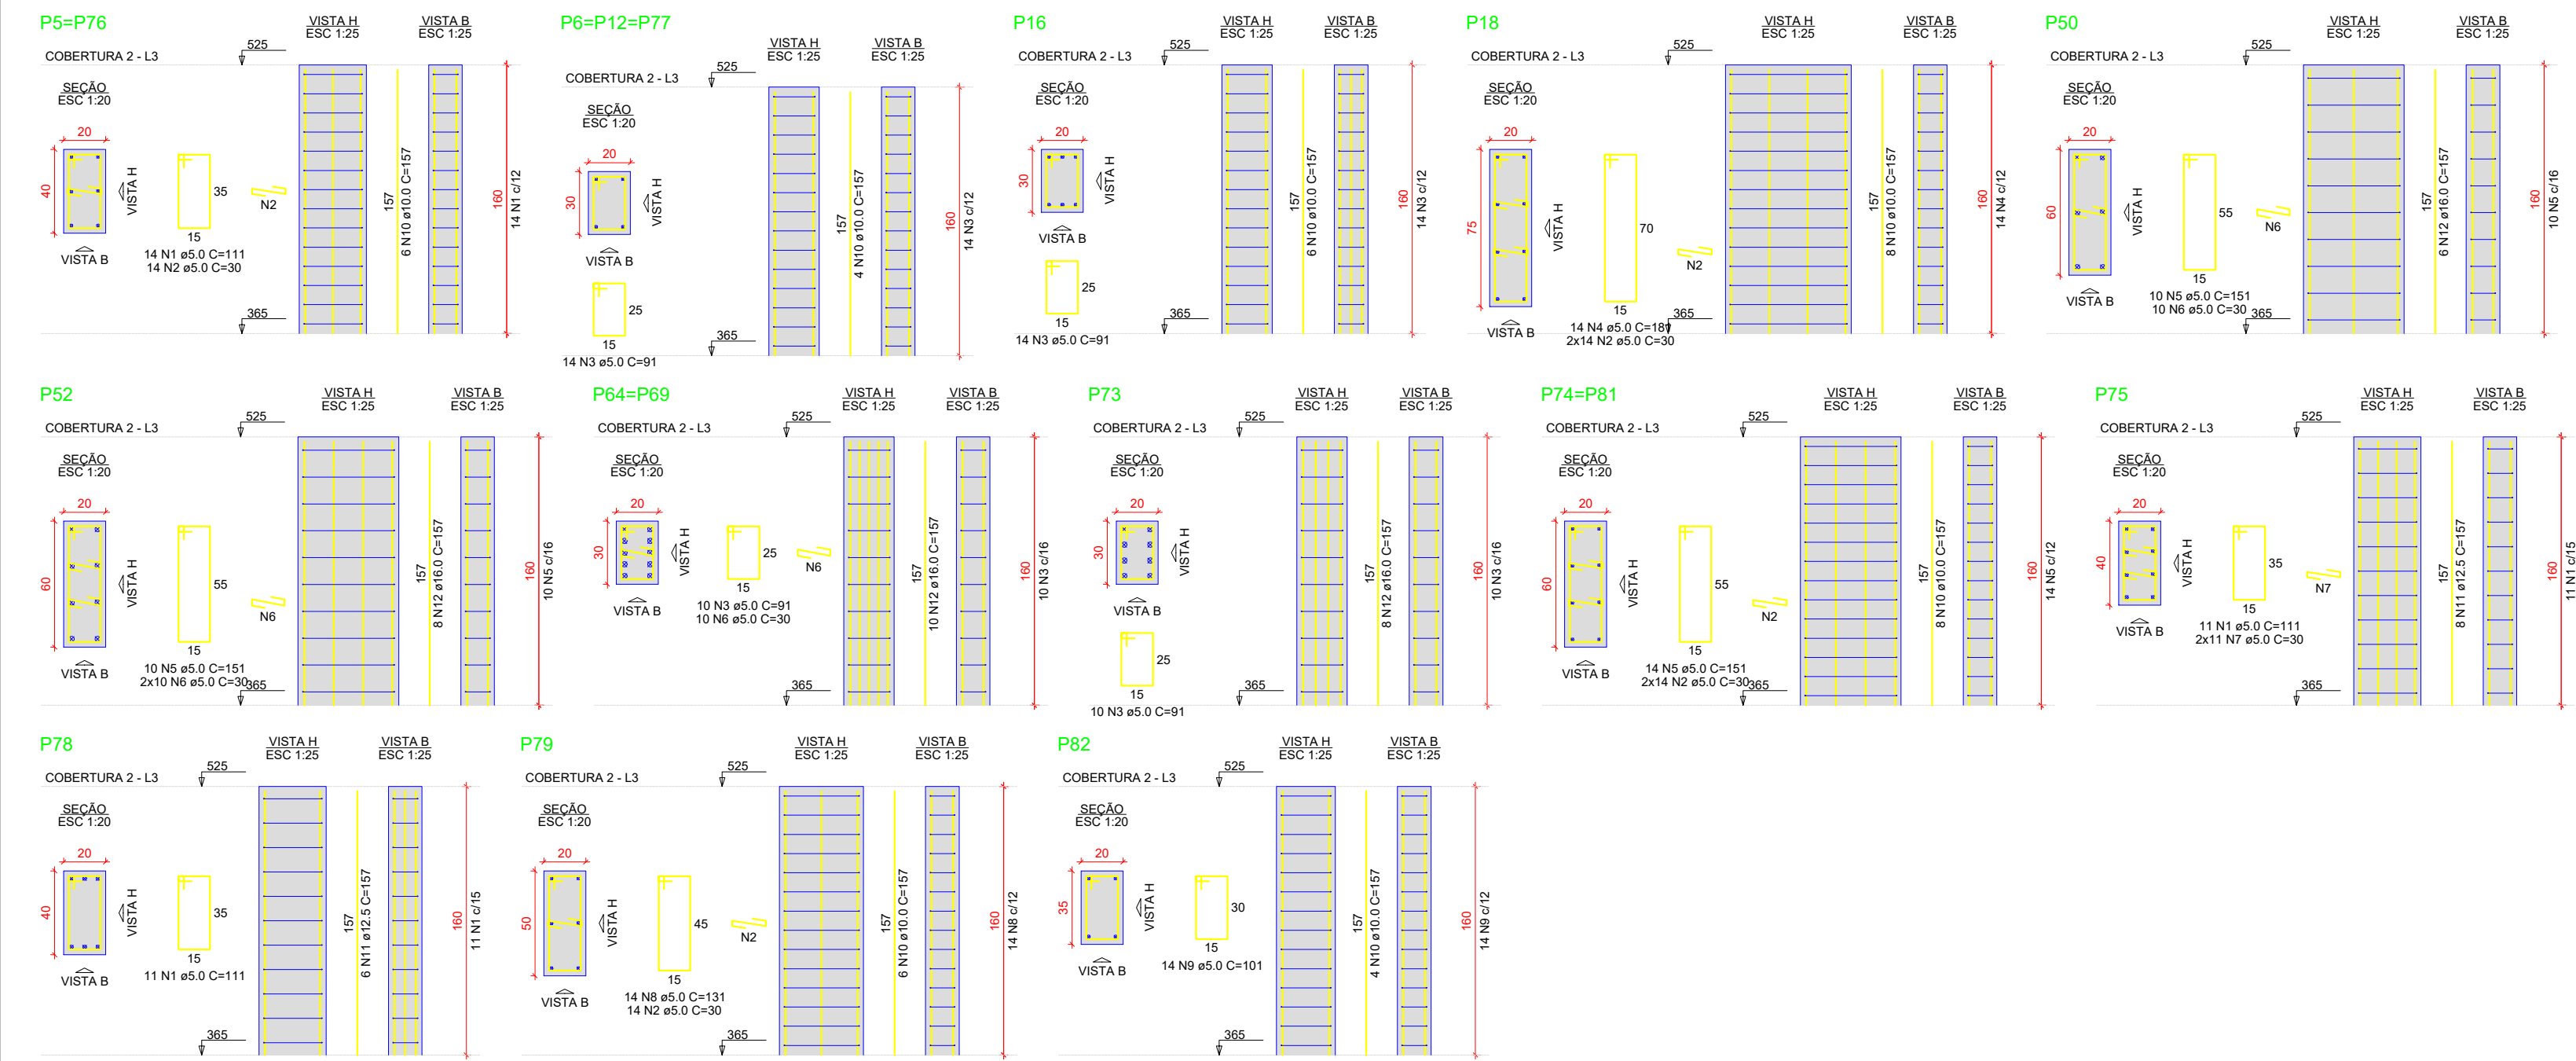 P5=P76
VISTA H
ESC 1:25
VISTA B
ESC 1:25
COBERTURA 2 - L3
525
SEÇÃO
ESC 1:20
20
40
VISTA H
VISTA B
35
15
N2
14 N1 ø5.0 C=111
14 N2 ø5.0 C=30
365
157
6 N10 ø10.0 C=157
160
14 N1 c/12
P6=P12=P77
VISTA H
ESC 1:25
VISTA B
ESC 1:25
COBERTURA 2 - L3
525
SEÇÃO
ESC 1:20
20
30
VISTA H
VISTA B
25
15
14 N3 ø5.0 C=91
365
157
4 N10 ø10.0 C=157
160
14 N3 c/12
P16
VISTA H
ESC 1:25
VISTA B
ESC 1:25
COBERTURA 2 - L3
525
SEÇÃO
ESC 1:20
20
30
VISTA H
VISTA B
25
15
14 N3 ø5.0 C=91
365
157
6 N10 ø10.0 C=157
160
14 N3 c/12
P18
VISTA H
ESC 1:25
VISTA B
ESC 1:25
COBERTURA 2 - L3
525
SEÇÃO
ESC 1:20
20
75
VISTA H
VISTA B
70
15
N2
14 N4 ø5.0 C=181
2x14 N2 ø5.0 C=30
365
157
8 N10 ø10.0 C=157
160
14 N4 c/12
P50
VISTA H
ESC 1:25
VISTA B
ESC 1:25
COBERTURA 2 - L3
525
SEÇÃO
ESC 1:20
20
60
VISTA H
VISTA B
55
15
N6
10 N5 ø5.0 C=151
10 N6 ø5.0 C=30
365
157
6 N12 ø16.0 C=157
160
10 N5 c/16
P52
VISTA H
ESC 1:25
VISTA B
ESC 1:25
COBERTURA 2 - L3
525
SEÇÃO
ESC 1:20
20
60
VISTA H
VISTA B
55
15
N6
10 N5 ø5.0 C=151
2x10 N6 ø5.0 C=30
365
157
8 N12 ø16.0 C=157
160
10 N5 c/16
P64=P69
VISTA H
ESC 1:25
VISTA B
ESC 1:25
COBERTURA 2 - L3
525
SEÇÃO
ESC 1:20
20
30
VISTA H
VISTA B
25
15
N6
10 N3 ø5.0 C=91
10 N6 ø5.0 C=30
365
157
10 N12 ø16.0 C=157
160
10 N3 c/16
P73
VISTA H
ESC 1:25
VISTA B
ESC 1:25
COBERTURA 2 - L3
525
SEÇÃO
ESC 1:20
20
30
VISTA H
VISTA B
25
15
10 N3 ø5.0 C=91
365
157
8 N12 ø16.0 C=157
160
10 N3 c/16
P74=P81
VISTA H
ESC 1:25
VISTA B
ESC 1:25
COBERTURA 2 - L3
525
SEÇÃO
ESC 1:20
20
60
VISTA H
VISTA B
55
15
N2
14 N5 ø5.0 C=151
2x14 N2 ø5.0 C=30
365
157
8 N10 ø10.0 C=157
160
14 N5 c/12
P75
VISTA H
ESC 1:25
VISTA B
ESC 1:25
COBERTURA 2 - L3
525
SEÇÃO
ESC 1:20
20
40
VISTA H
VISTA B
35
15
N7
11 N1 ø5.0 C=111
2x11 N7 ø5.0 C=30
365
157
8 N11 ø12.5 C=157
160
11 N1 c/15
P78
VISTA H
ESC 1:25
VISTA B
ESC 1:25
COBERTURA 2 - L3
525
SEÇÃO
ESC 1:20
20
40
VISTA H
VISTA B
35
15
11 N1 ø5.0 C=111
365
157
6 N11 ø12.5 C=157
160
11 N1 c/15
P79
VISTA H
ESC 1:25
VISTA B
ESC 1:25
COBERTURA 2 - L3
525
SEÇÃO
ESC 1:20
20
50
VISTA H
VISTA B
45
15
N2
14 N8 ø5.0 C=131
14 N2 ø5.0 C=30
365
157
6 N10 ø10.0 C=157
160
14 N8 c/12
P82
VISTA H
ESC 1:25
VISTA B
ESC 1:25
COBERTURA 2 - L3
525
SEÇÃO
ESC 1:20
20
35
VISTA H
VISTA B
30
15
14 N9 ø5.0 C=101
365
157
4 N10 ø10.0 C=157
160
14 N9 c/12